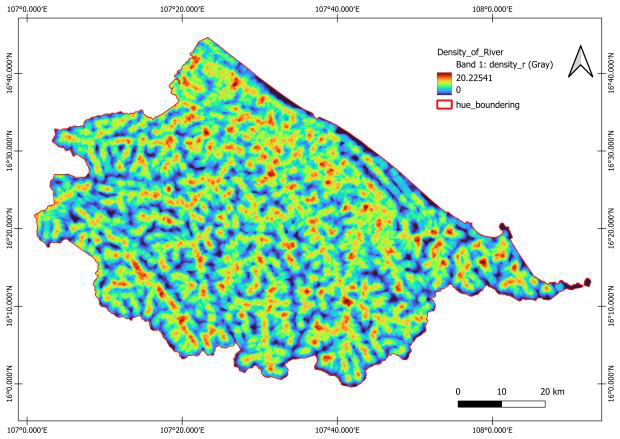 107°0.000'E 107°20.000'E 107°40.000'E 108°0.000'E
Density_of_River
Band 1: density_r (Gray)
20.22541
0
hue_boundering
16°40.000'N 16°40.000'N
16°30.000'N 16°30.000'N
16°20.000'N 16°20.000'N
16°10.000'N 16°10.000'N
16°0.000'N 16°0.000'N
0 10 20 km
107°0.000'E 107°20.000'E 107°40.000'E 108°0.000'E